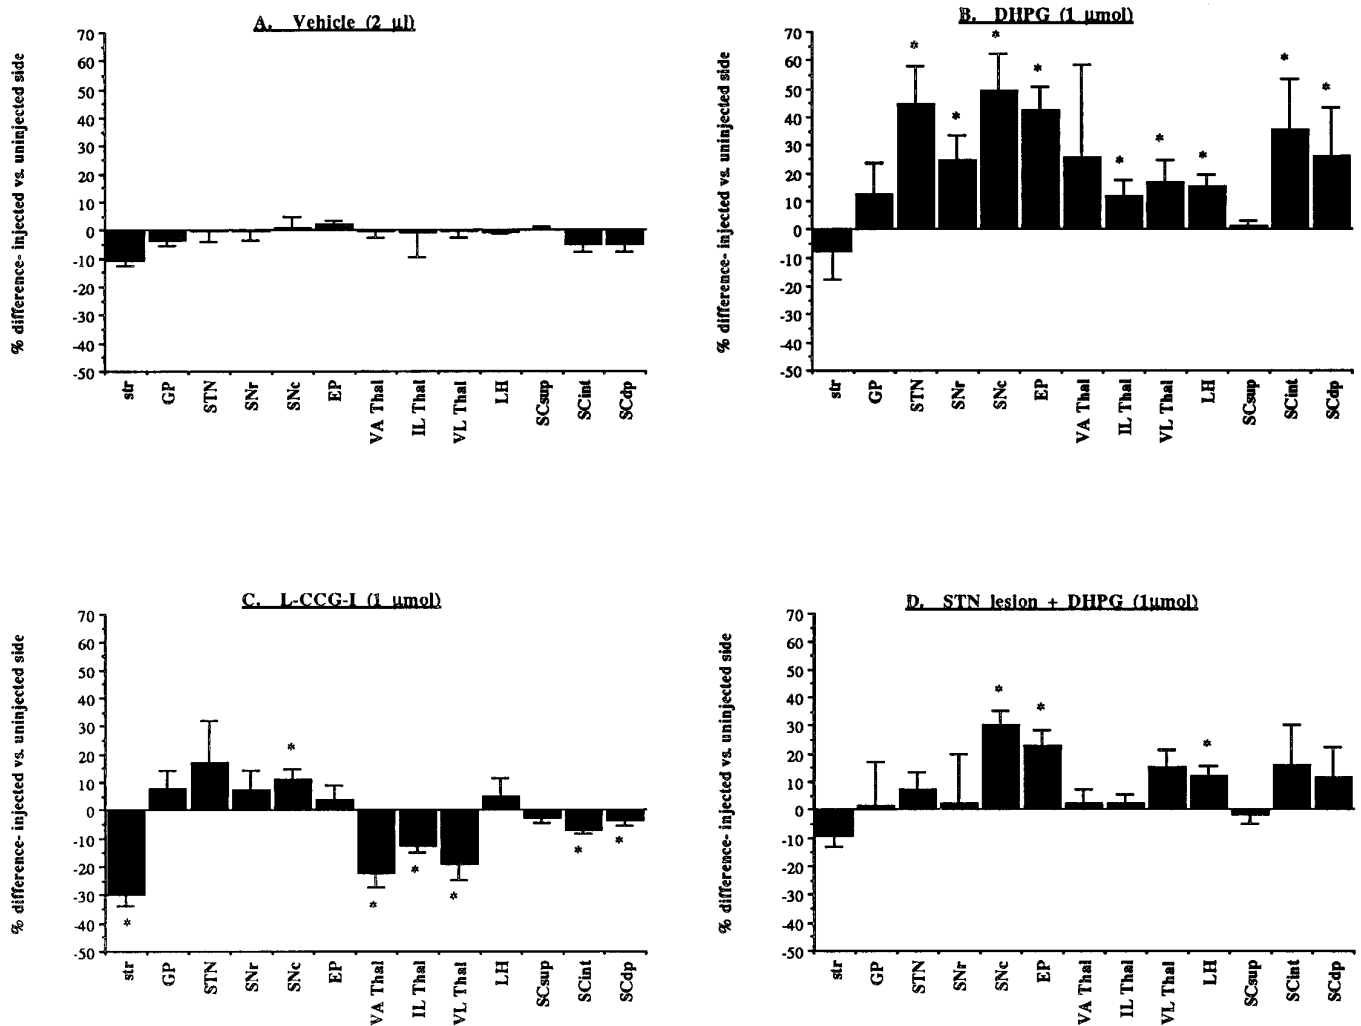 A. Vehicle (2 μl)
% difference- injected vs. uninjected side
70
60
50
40
30
20
10
0
-10
-20
-30
-40
-50
str
GP
STN
SNr
SNc
EP
VA Thal
IL Thal
VL Thal
LH
SCsup
SCint
SCdp
B. DHPG (1 μmol)
% difference- injected vs. uninjected side
70
60
50
40
30
20
10
0
-10
-20
-30
-40
-50
* * * * * * * * *
str
GP
STN
SNr
SNc
EP
VA Thal
IL Thal
VL Thal
LH
SCsup
SCint
SCdp
C. L-CCG-I (1 μmol)
% difference- injected vs. uninjected side
70
60
50
40
30
20
10
0
-10
-20
-30
-40
-50
* * * * * * *
str
GP
STN
SNr
SNc
EP
VA Thal
IL Thal
VL Thal
LH
SCsup
SCint
SCdp
D. STN lesion + DHPG (1μmol)
% difference- injected vs. uninjected side
70
60
50
40
30
20
10
0
-10
-20
-30
-40
-50
* * *
str
GP
STN
SNr
SNc
EP
VA Thal
IL Thal
VL Thal
LH
SCsup
SCint
SCdp